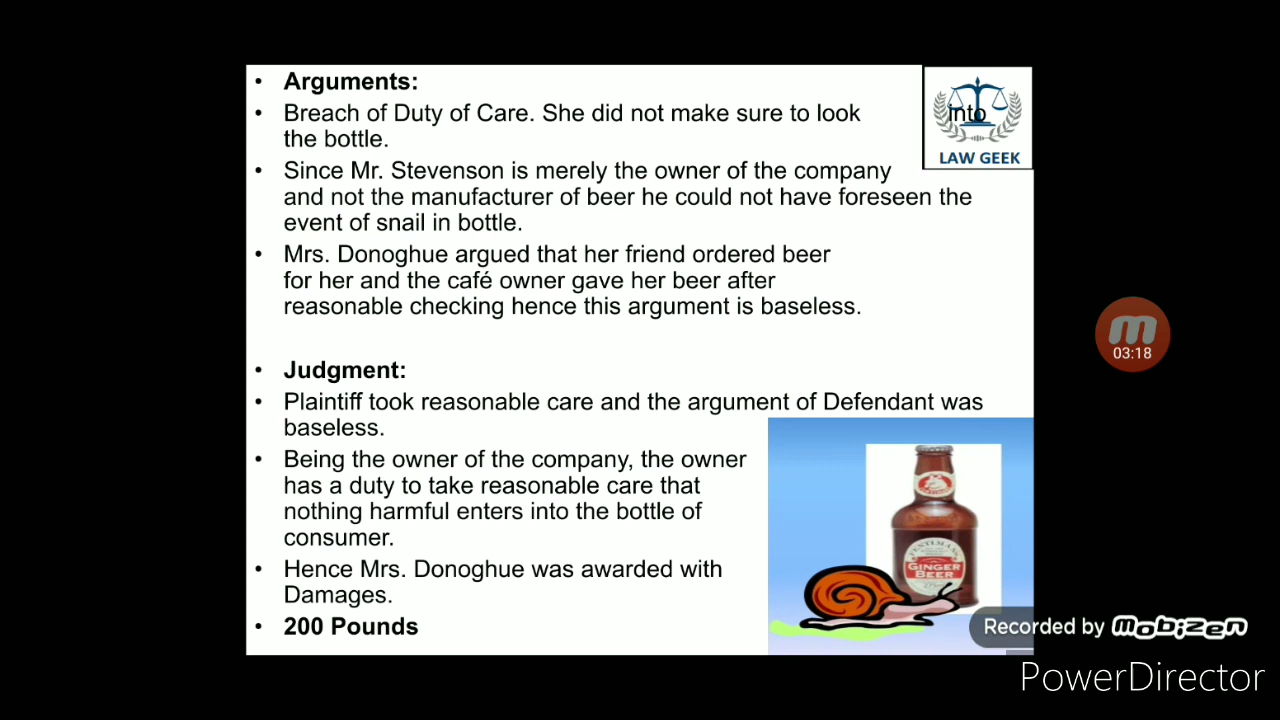 Arguments:
Breach of Duty of Care. She did not make sure to look into
the bottle.
LAW GEEK
Since Mr. Stevenson is merely the owner of the company
and not the manufacturer of beer he could not have foreseen the
event of snail in bottle.
Mrs. Donoghue argued that her friend ordered beer
for her and the café owner gave her beer after
reasonable checking hence this argument is baseless.
03:18
Judgment:
Plaintiff took reasonable care and the argument of Defendant was
baseless.
Being the owner of the company, the owner
has a duty to take reasonable care that
nothing harmful enters into the bottle of
consumer.
Hence Mrs. Donoghue was awarded with
Damages.
200 Pounds
FENTIMANS
GINGER
BEER
Recorded by mobizen
PowerDirector